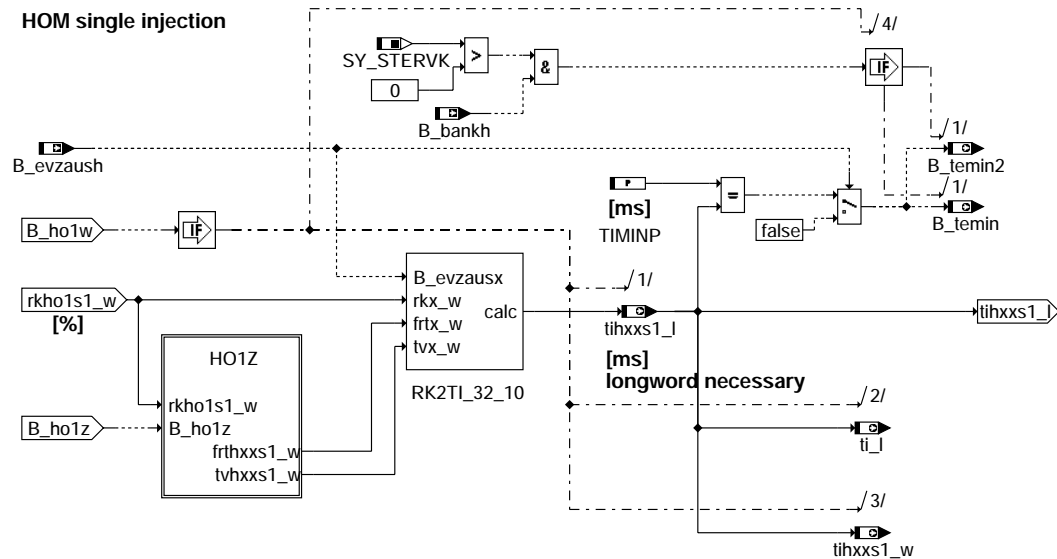 HOM single injection
4/
SY_STERVK
>
IF
0
&
B_bankh
1/
B_evzaush
B_temin2
P
=
1/
[ms]
B_temin
B_ho1w
IF
TIMINP
false
B_evzausx
1/
rkho1s1_w
rkx_w
calc
tihxxs1_l
[%]
frtx_w
tihxxs1_l
HO1Z
tvx_w
[ms]
RK2TI_32_10
longword necessary
rkho1s1_w
2/
B_ho1z
B_ho1z
ti_l
frthxxs1_w
tvhxxs1_w
3/
tihxxs1_w